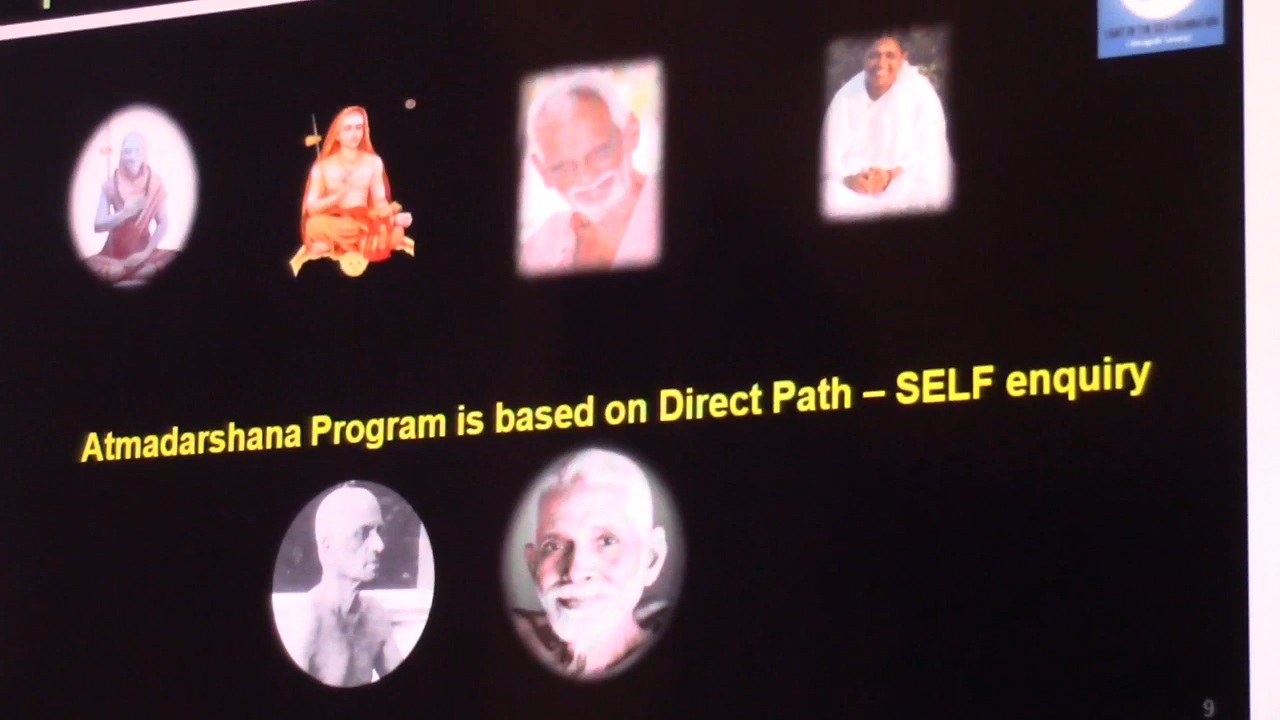 Atmadarshana Program is based on Direct Path – SELF enquiry
9